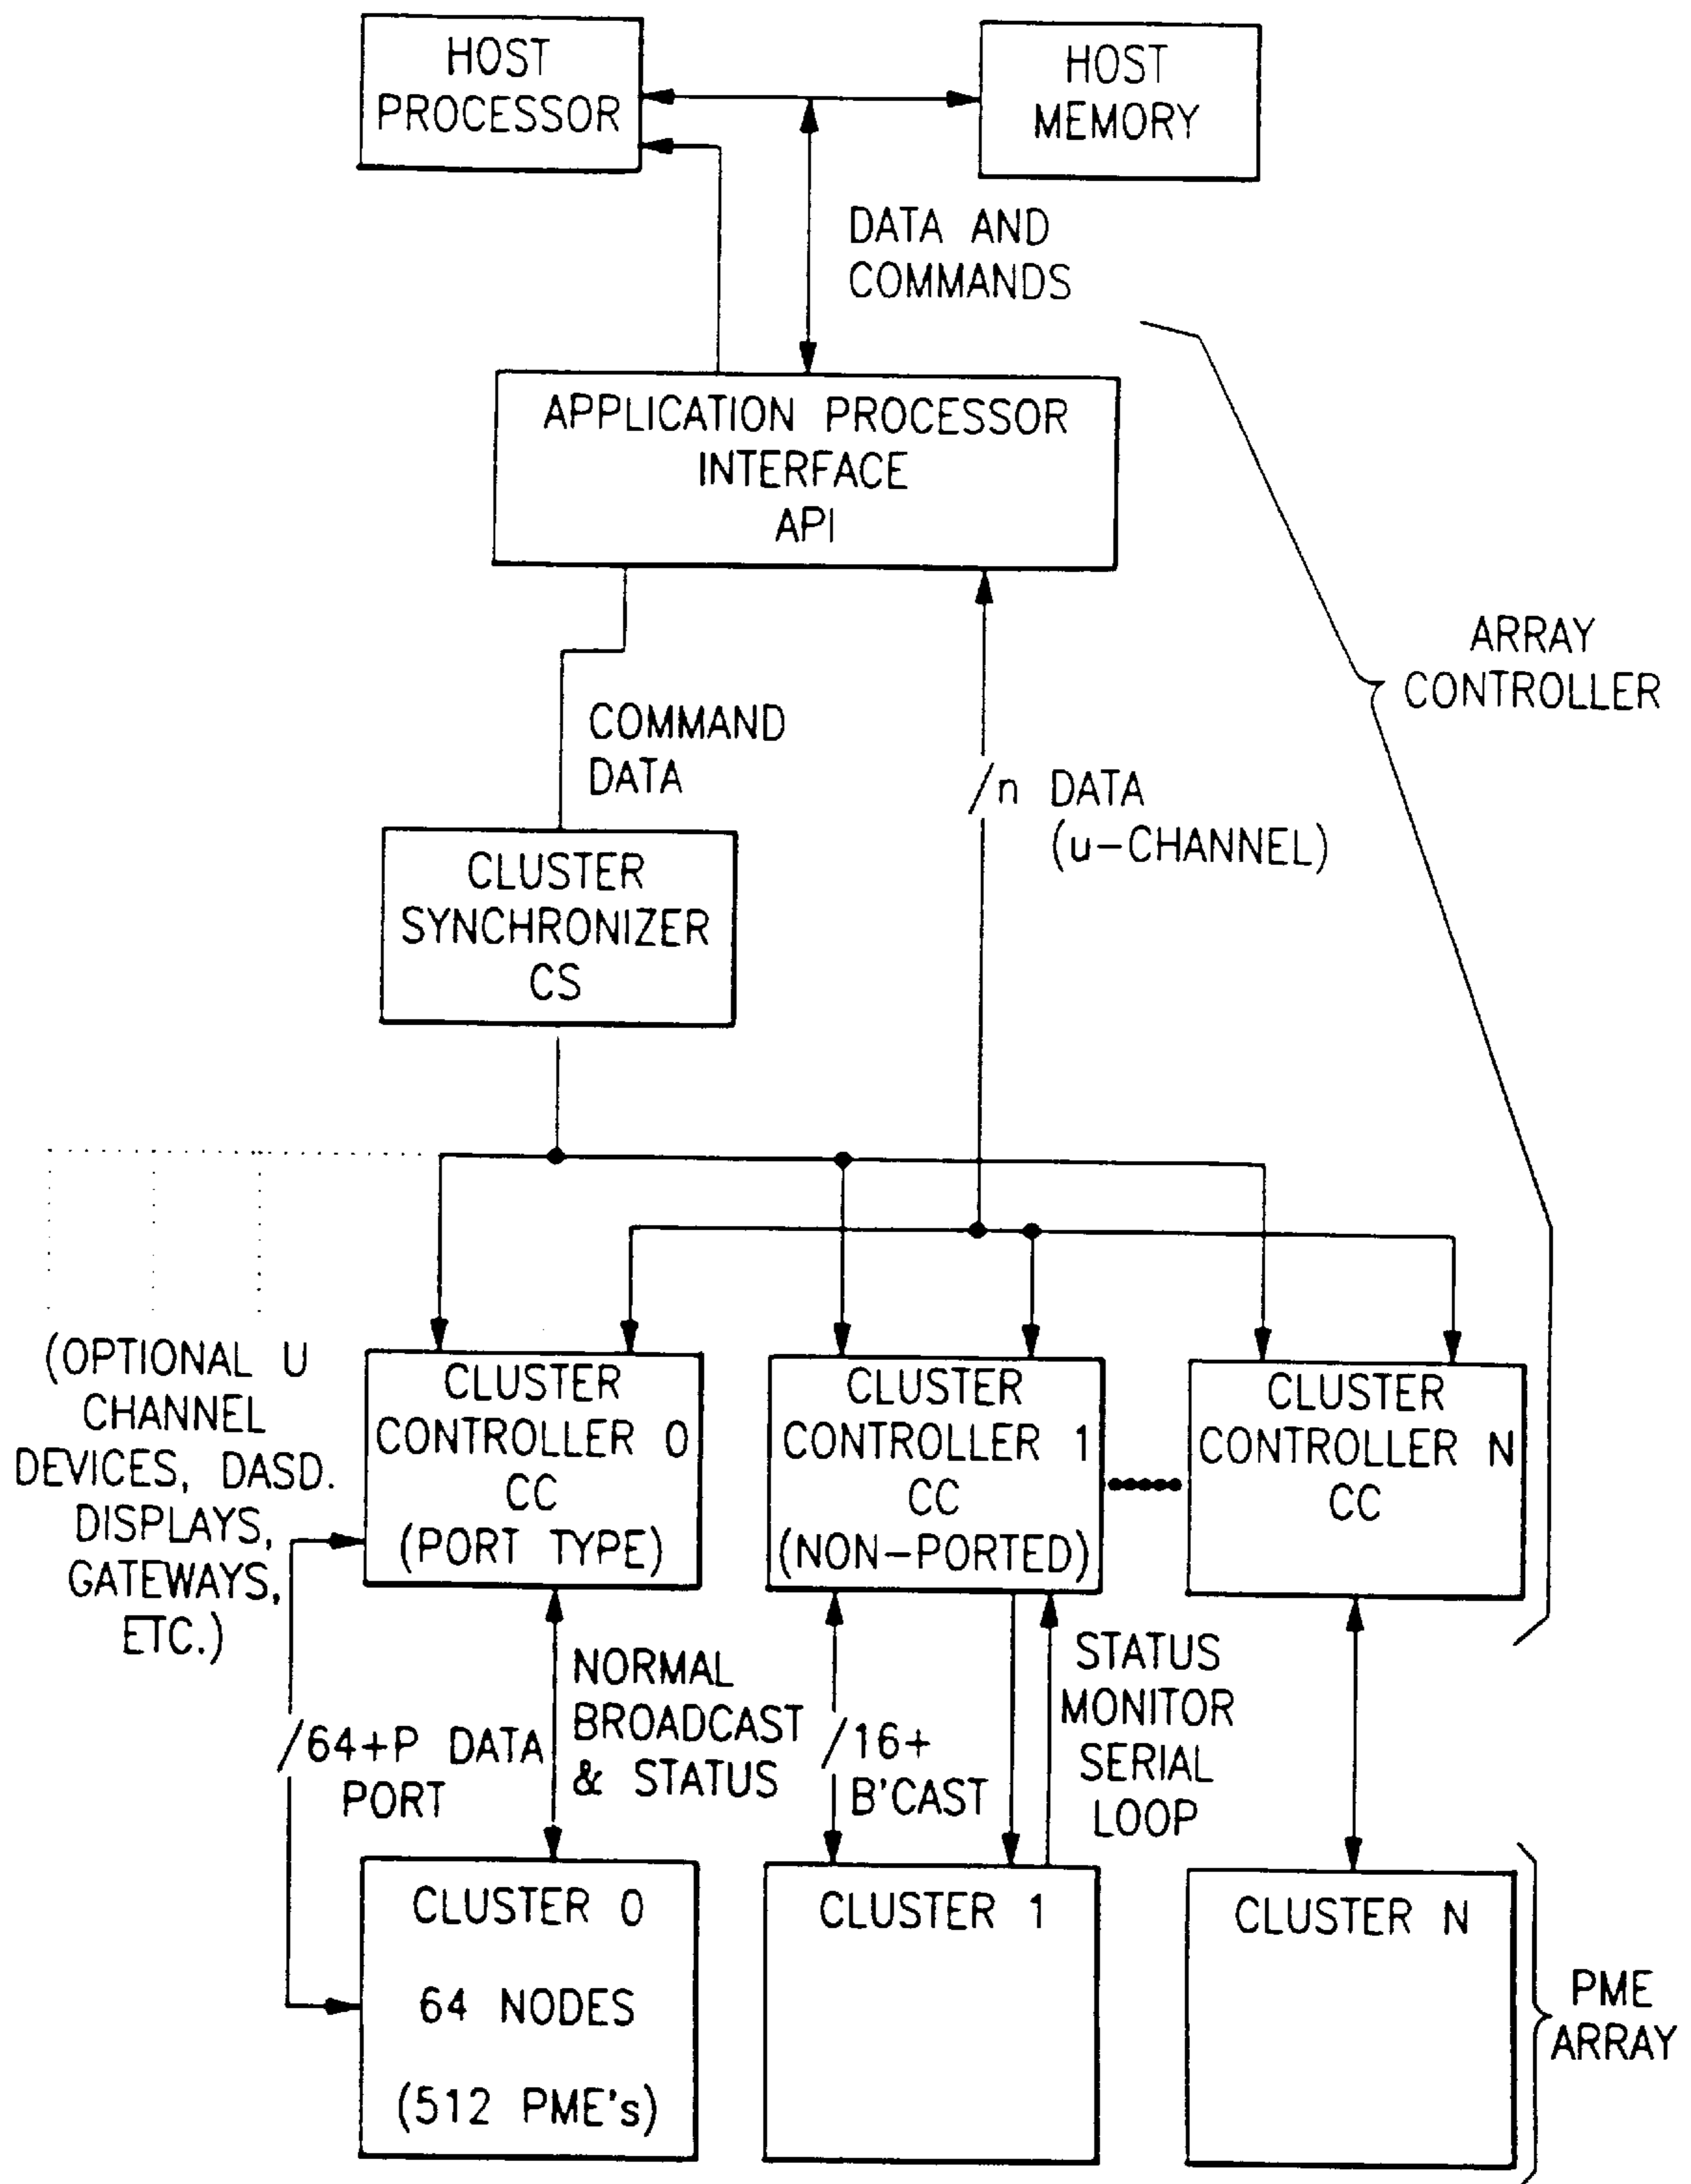 HOST
PROCESSOR
HOST
MEMORY
DATA AND
COMMANDS
APPLICATION PROCESSOR
INTERFACE
API
ARRAY
CONTROLLER
COMMAND
DATA
/n DATA
(u-CHANNEL)
CLUSTER
SYNCHRONIZER
CS
(OPTIONAL U
CHANNEL
DEVICES, DASD.
DISPLAYS,
GATEWAYS,
ETC.)
CLUSTER
CONTROLLER 0
CC
(PORT TYPE)
CLUSTER
CONTROLLER 1
CC
(NON-PORTED)
CLUSTER
CONTROLLER N
CC
/64+P DATA
PORT
NORMAL
BROADCAST
& STATUS
/16+
B'CAST
STATUS
MONITOR
SERIAL
LOOP
CLUSTER 0
64 NODES
(512 PME's)
CLUSTER 1
CLUSTER N
PME
ARRAY